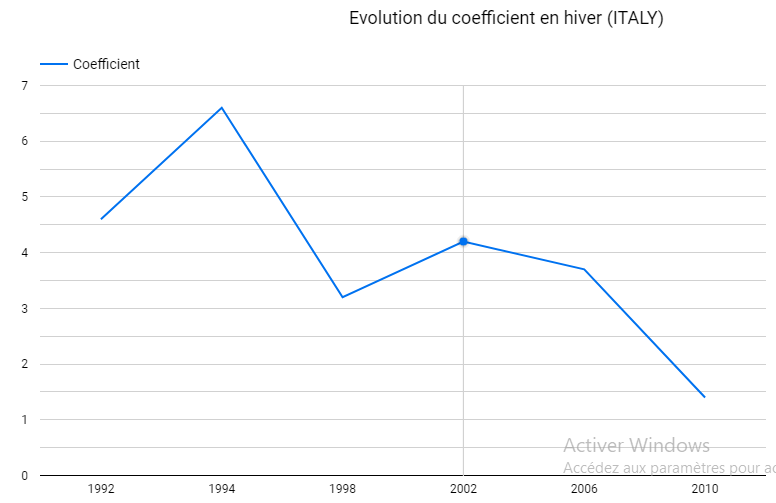 Evolution du coefficient en hiver (ITALY)
Coefficient
7
6
5
4
3
2
1
0
Activer Windows
Accédez aux paramètres pour
1992 1994 1998 2002 2006 2010